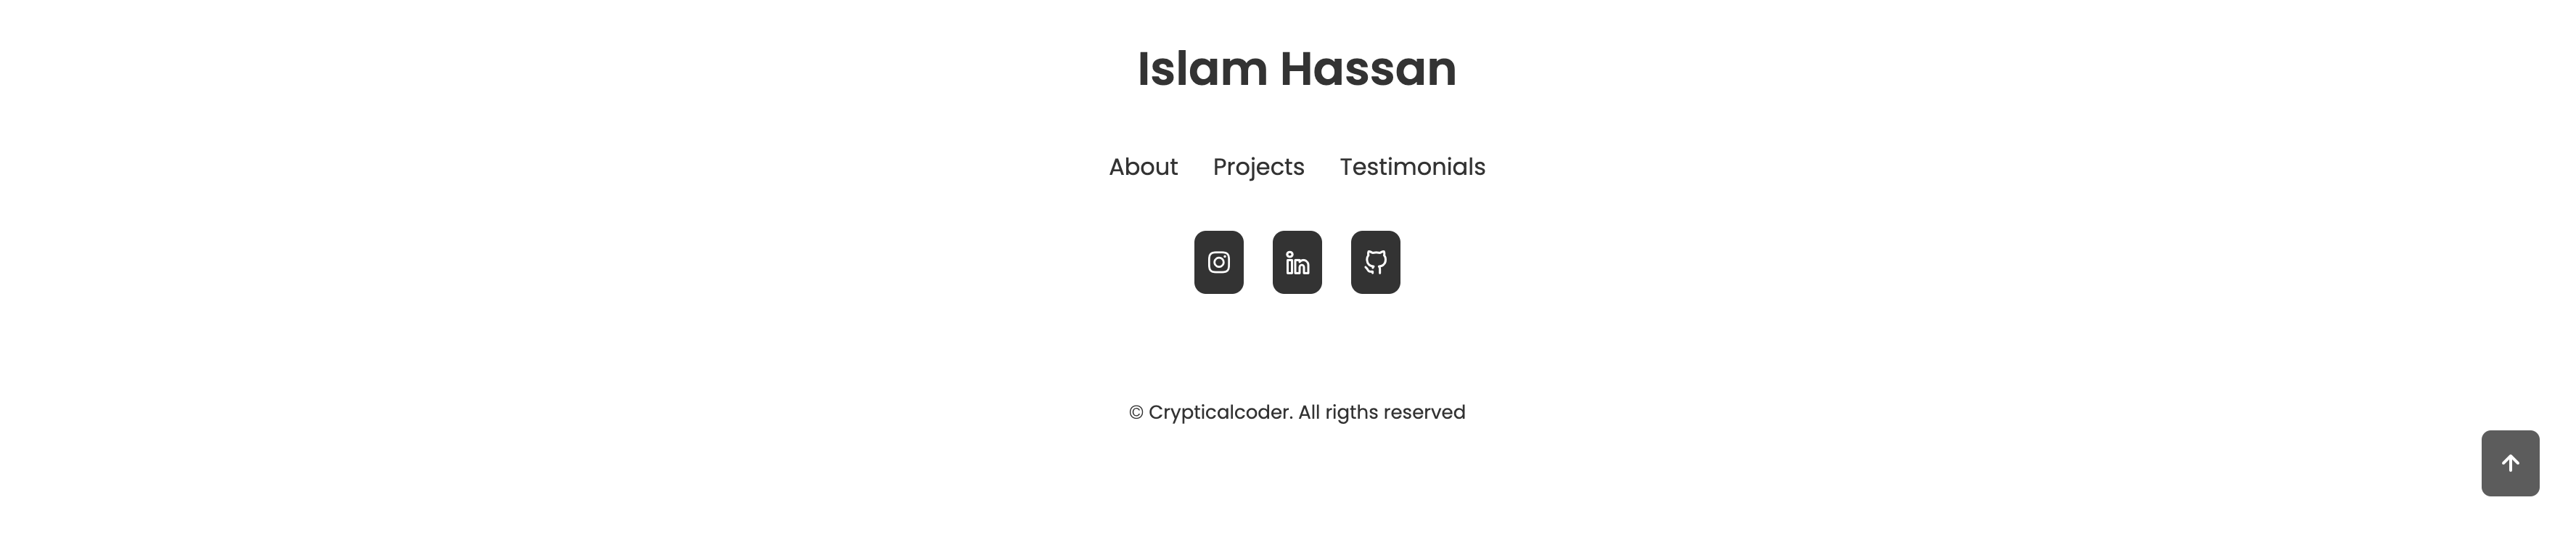 Islam Hassan
About Projects Testimonials
© Crypticalcoder. All rigths reserved